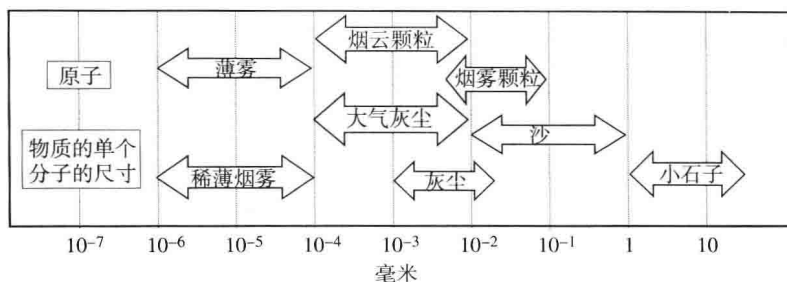 烟云颗粒
原子
薄雾
烟雾颗粒
大气灰尘
沙
物质的单个
分子的尺寸
稀薄烟雾
灰尘
小石子
10⁻⁷ 10⁻⁶ 10⁻⁵ 10⁻⁴ 10⁻³ 10⁻² 10⁻¹ 1 10
毫米